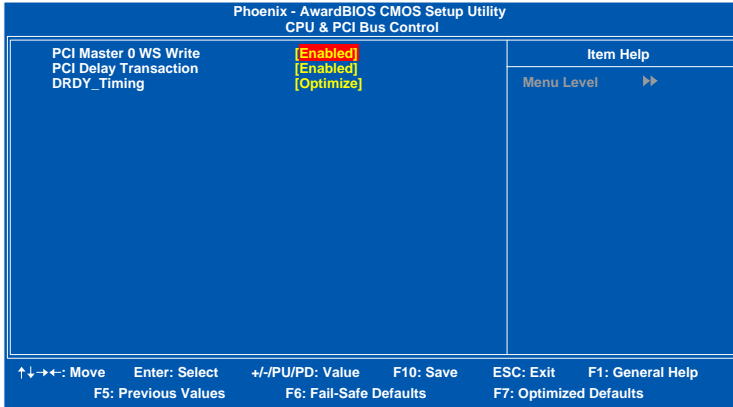 Phoenix - AwardBIOS CMOS Setup Utility
CPU & PCI Bus Control
PCI Master 0 WS Write [Enabled]
PCI Delay Transaction [Enabled]
DRDY_Timing [Optimize]
Item Help
Menu Level ▶▶
↑↓→←: Move Enter: Select +/-/PU/PD: Value F10: Save ESC: Exit F1: General Help
F5: Previous Values F6: Fail-Safe Defaults F7: Optimized Defaults